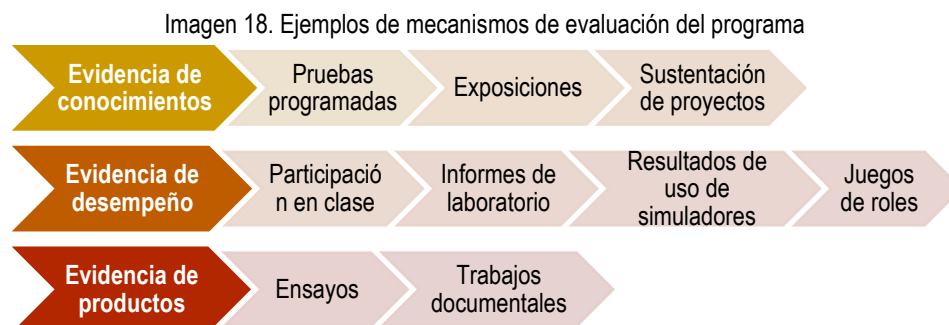 Imagen 18. Ejemplos de mecanismos de evaluación del programa
Evidencia de
conocimientos
Pruebas
programadas
Exposiciones
Sustentación
de proyectos
Evidencia de
desempeño
Participació
n en clase
Informes de
laboratorio
Resultados de
uso de
simuladores
Juegos
de roles
Evidencia de
productos
Ensayos
Trabajos
documentales